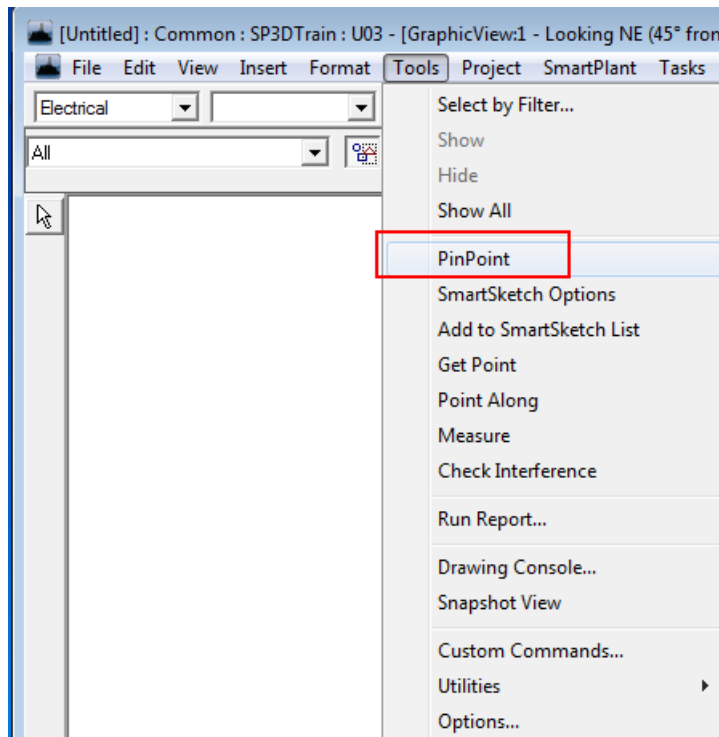 [Untitled] : Common : SP3DTrain : U03 - [GraphicView:1 - Looking NE (45° from
File Edit View Insert Format Tools Project SmartPlant Tasks
Electrical
Select by Filter...
Show
All
Hide
Show All
PinPoint
SmartSketch Options
Add to SmartSketch List
Get Point
Point Along
Measure
Check Interference
Run Report...
Drawing Console...
Snapshot View
Custom Commands...
Utilities
Options...